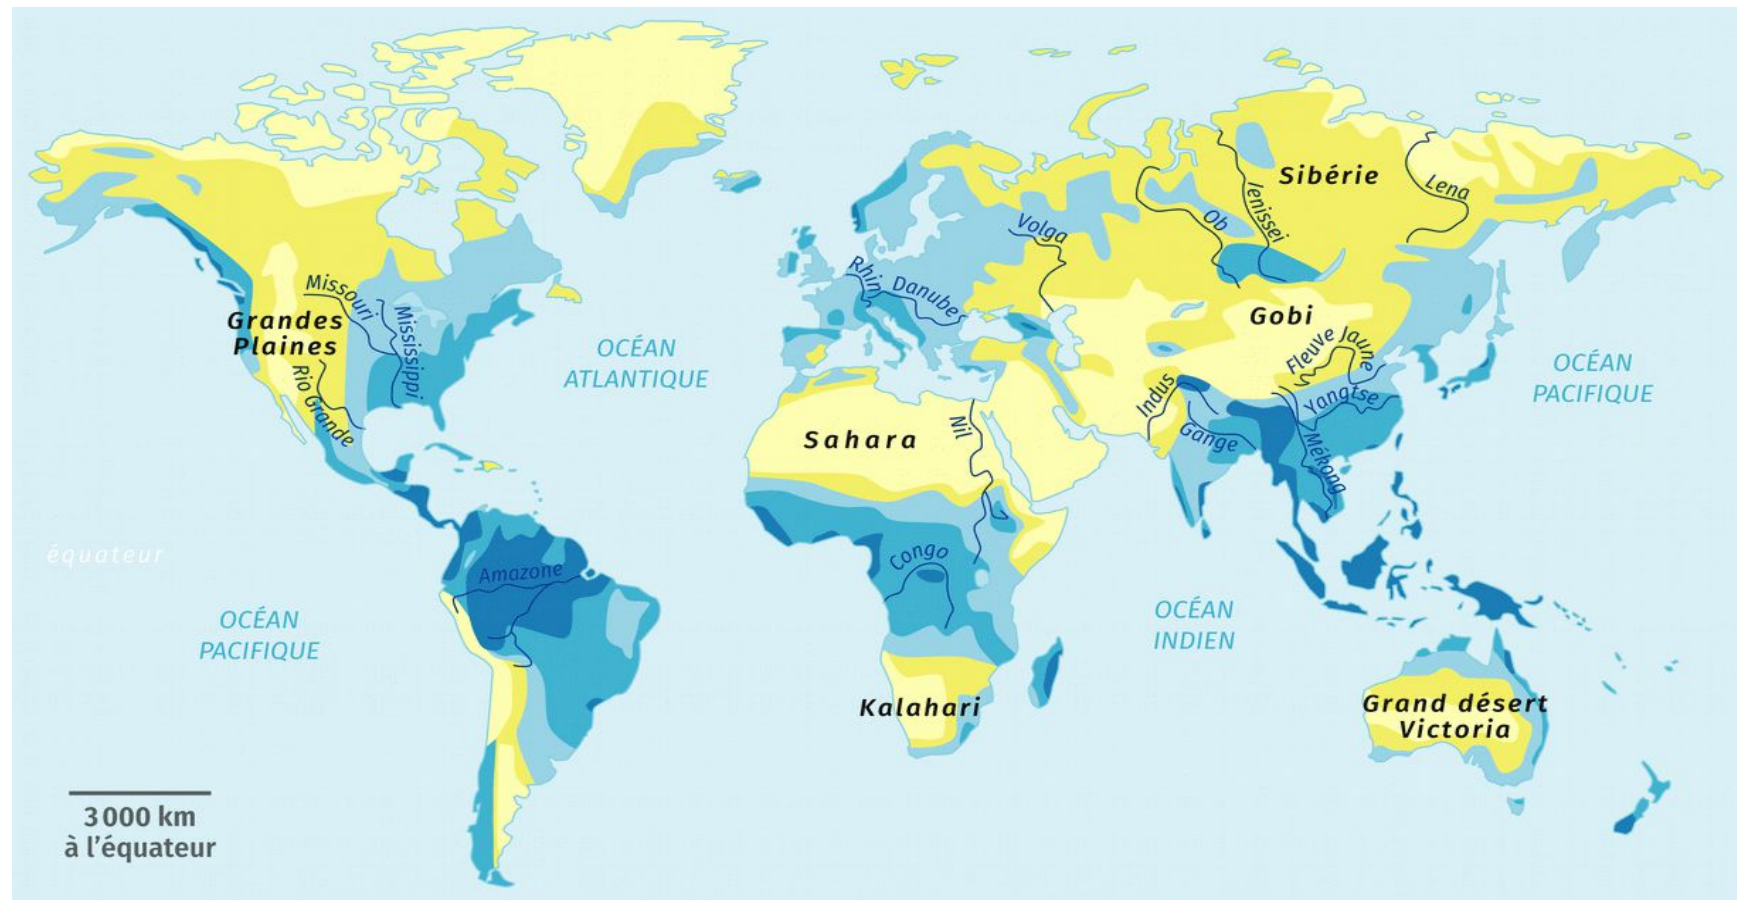 Sibérie
Lena
Ienissei
Ob
Volga
Rhin
Danube
Missouri
Mississippi
Grandes
Plaines
Rio Grande
Gobi
Fleuve Jaune
Yangtse
Indus
Gange
Mékong
OCÉAN
ATLANTIQUE
OCÉAN
PACIFIQUE
Sahara
Nil
équateur
Congo
Amazone
OCÉAN
PACIFIQUE
OCÉAN
INDIEN
Kalahari
Grand désert
Victoria
3 000 km
à l’équateur